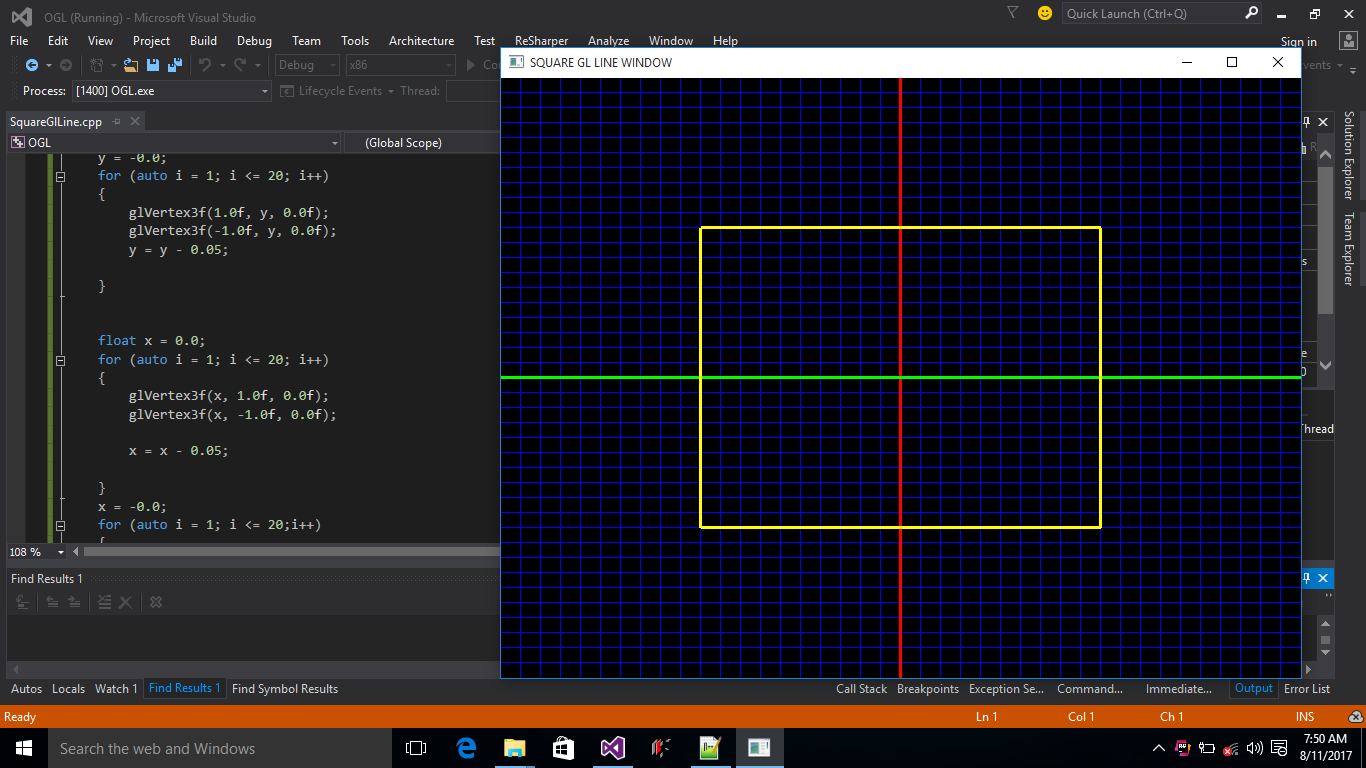 OGL (Running) - Microsoft Visual Studio
Quick Launch (Ctrl+Q)
File Edit View Project Build Debug Team Tools Architecture Test ReSharper Analyze Window Help
Sign in
Debug x86
Process: [1400] OGL.exe Lifecycle Events Thread:
SQUARE GL LINE WINDOW
SquareGlLine.cpp
OGL (Global Scope)
y = -0.0;
for (auto i = 1; i <= 20; i++)
{
glVertex3f(1.0f, y, 0.0f);
glVertex3f(-1.0f, y, 0.0f);
y = y - 0.05;
}
float x = 0.0;
for (auto i = 1; i <= 20; i++)
{
glVertex3f(x, 1.0f, 0.0f);
glVertex3f(x, -1.0f, 0.0f);
x = x - 0.05;
}
x = -0.0;
for (auto i = 1; i <= 20;i++)
{
108 %
Solution Explorer
Team Explorer
Thread
Find Results 1
Autos Locals Watch 1 Find Results 1 Find Symbol Results
Call Stack Breakpoints Exception Se... Command... Immediate... Output Error List
Ready Ln 1 Col 1 Ch 1 INS
Search the web and Windows
7:50 AM
8/11/2017